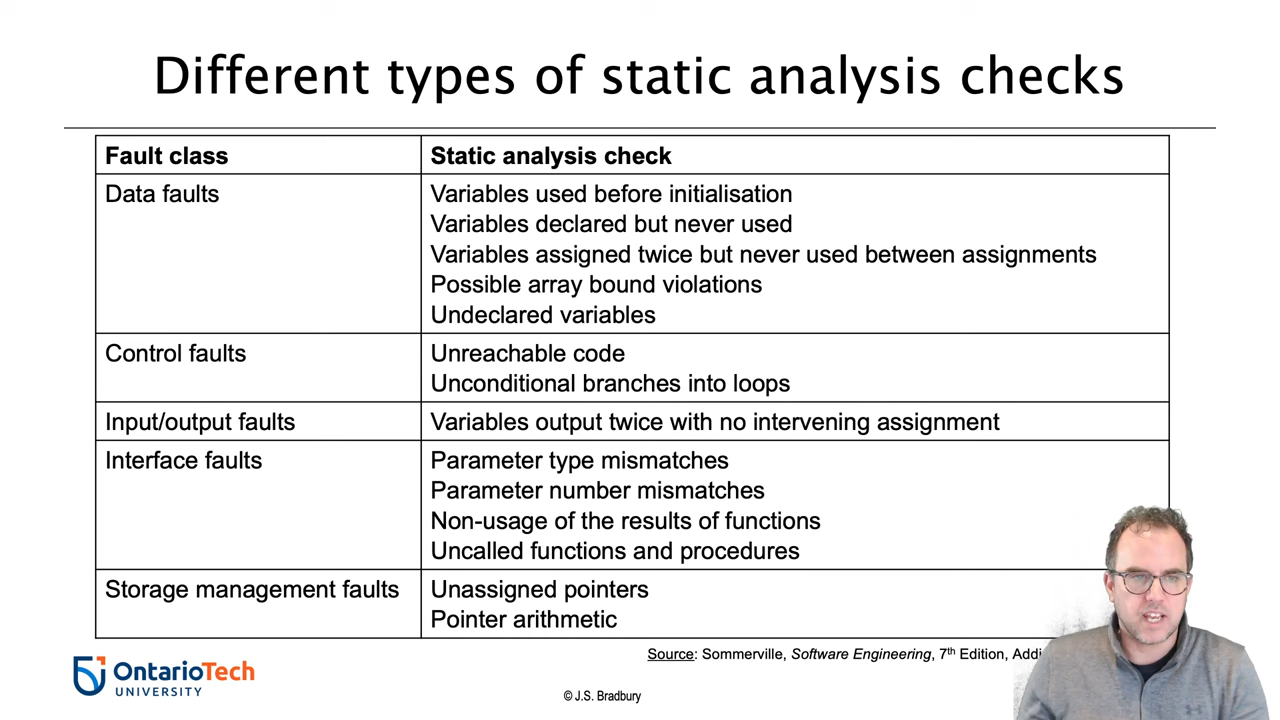 Different types of static analysis checks
Fault class
Static analysis check
Data faults
Variables used before initialisation
Variables declared but never used
Variables assigned twice but never used between assignments
Possible array bound violations
Undeclared variables
Control faults
Unreachable code
Unconditional branches into loops
Input/output faults
Variables output twice with no intervening assignment
Interface faults
Parameter type mismatches
Parameter number mismatches
Non-usage of the results of functions
Uncalled functions and procedures
Storage management faults
Unassigned pointers
Pointer arithmetic
Source: Sommerville, Software Engineering, 7th Edition,
OntarioTech
UNIVERSITY
© J.S. Bradbury